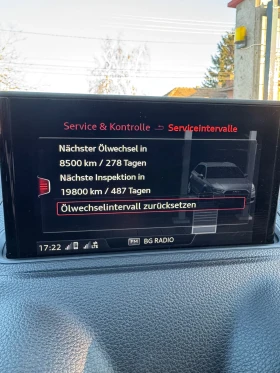 Service & Kontrolle Serviceintervalle
Nächster Ölwechsel in
8500 km / 278 Tagen
Nächste Inspektion in
19800 km / 487 Tagen
Ölwechselintervall zurücksetzen
17:22 BG RADIO